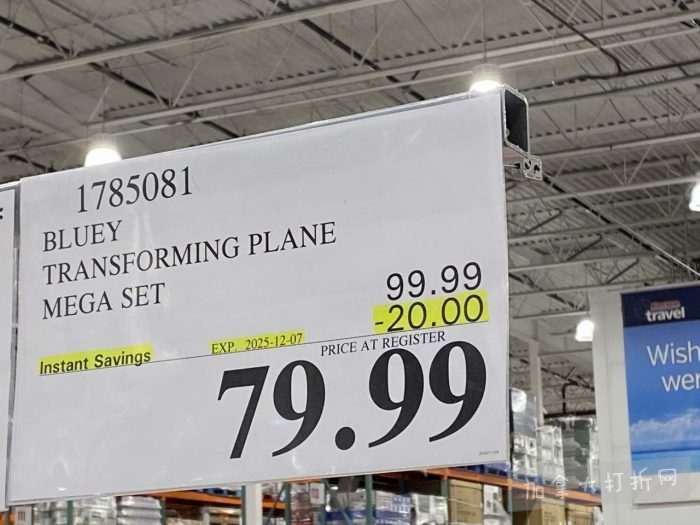 1785081
BLUEY
TRANSFORMING PLANE
MEGA SET
99.99
-20.00
Instant Savings
EXP. 2025-12-07
PRICE AT REGISTER
79.99
travel
Wish
wer
加拿大打折网